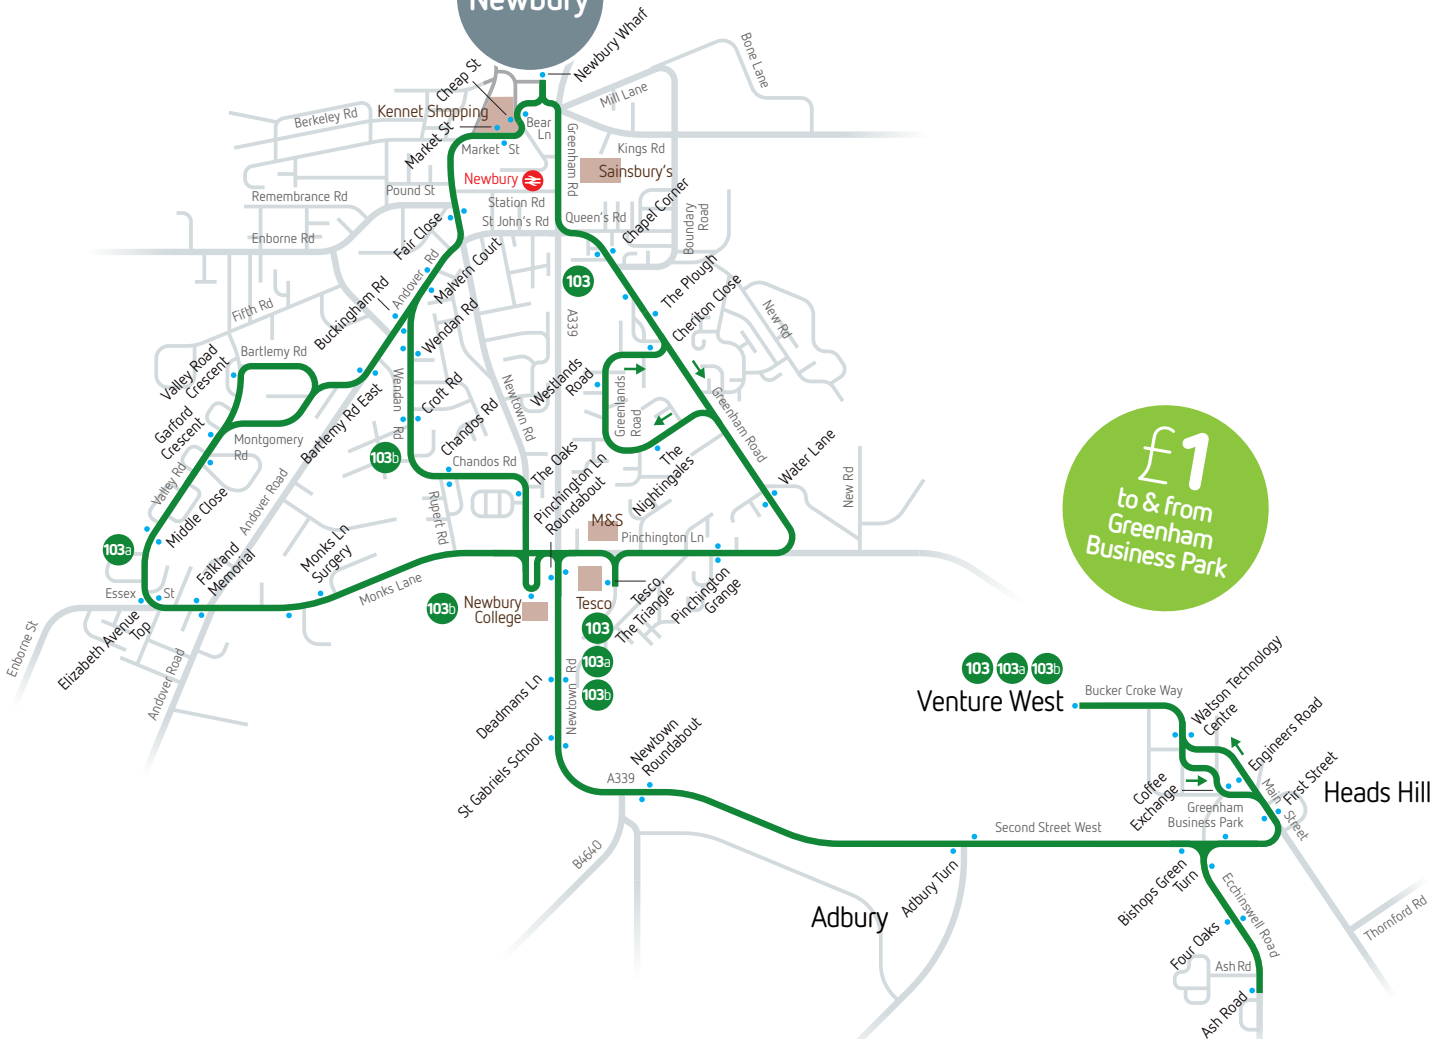 Newbury
Newbury Wharf
Bone Lane
Cheap St
Mill Lane
Kennet Shopping
Berkeley Rd
Bear
Ln
Market St
Market St
Greenham Rd
Kings Rd
Sainsbury's
Newbury
Pound St
Remembrance Rd
Station Rd
St John's Rd
Queen's Rd
Chapel Corner
Boundary
Road
Enborne Rd
Fair Close
Andover Rd
Malvern Court
103
The Plough
Cheriton Close
New Rd
Buckingham Rd
Wendan Rd
A339
Fifth Rd
Bartlemy Rd
Valley Road
Crescent
Bartlemy Rd East
Wendan Rd
Croft Rd
Newtown Rd
Westlands
Road
Greenlands
Road
Greenham Road
Garford
Crescent
Montgomery
Rd
Chandos Rd
103b
Chandos Rd
The Oaks
Pinchington Ln
Roundabout
The
Nightingales
Water Lane
New Rd
Valley Rd
Middle Close
Andover Road
Rupert Rd
M&S
Pinchington Ln
103a
Falkland
Memorial
Monks Ln
Surgery
Monks Lane
Essex St
103b
Newbury
College
Tesco
Tesco,
The Triangle
Pinchington
Grange
Enborne St
Elizabeth Avenue
Top
Andover Road
103
103a
103b
Deadmans Ln
Newtown Rd
St Gabriels School
Newtown
Roundabout
A339
B4640
£1
to & from
Greenham
Business Park
103
103a
103b
Venture West
Bucker Croke Way
Watson Technology
Centre
Engineers Road
First Street
Heads Hill
Coffee
Exchange
Main Street
Greenham
Business Park
Second Street West
Adbury
Adbury Turn
Bishops Green
Turn
Ecchinswell Road
Thornford Rd
Four Oaks
Ash Rd
Ash Road